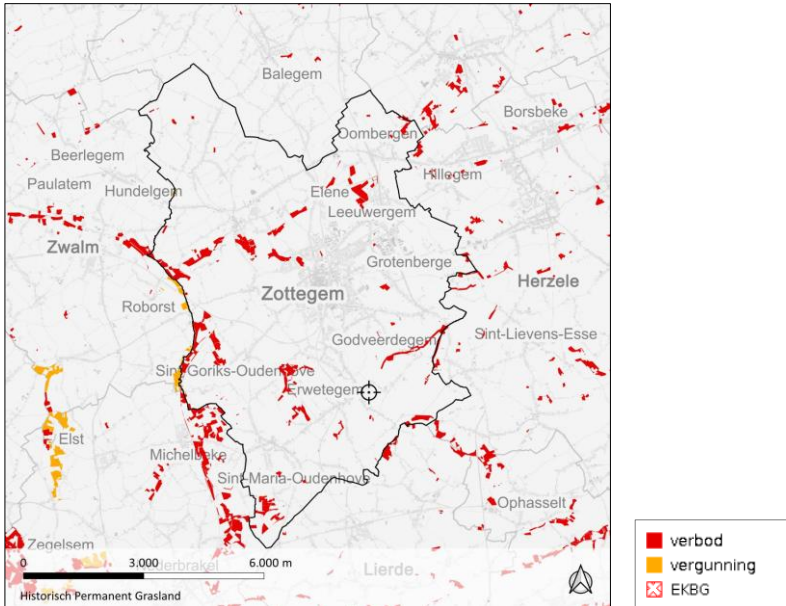 Balegem
Borsbeke
Oombergen
Beerlegem
Hillegem
Paulatem
Hundelgem
Elene
Leeuwergem
Zwalm
Grotenberge
Herzele
Zottegem
Roborst
Godveerdegem
Sint-Lievens-Esse
Sint-Goriks-Oudenhove
Erwetegem
Elst
Michelbeke
Sint-Maria-Oudenhove
Ophasselt
Zegelsem
0 3.000 6.000 m
Lierde
Historisch Permanent Grasland
verbod
vergunning
EKBG